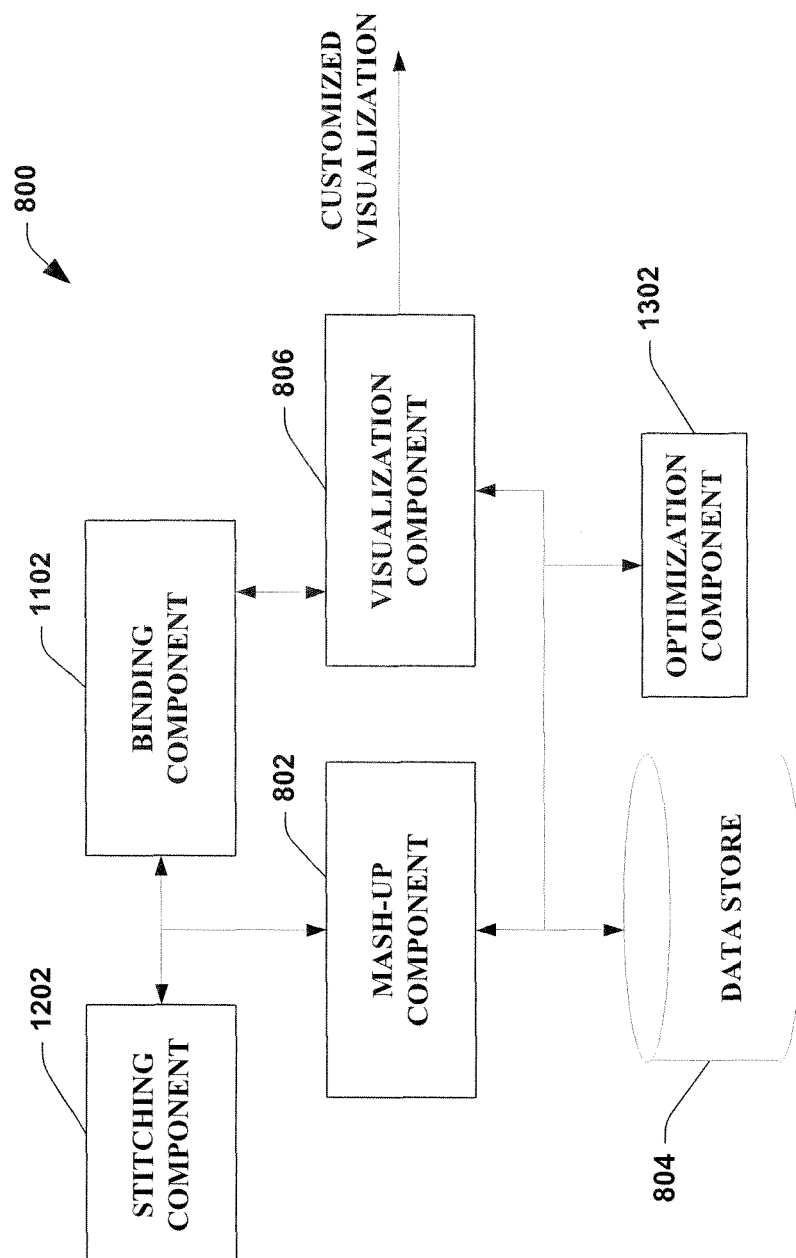 800
1202
STITCHING
COMPONENT
1102
BINDING
COMPONENT
802
MASH-UP
COMPONENT
806
VISUALIZATION
COMPONENT
CUSTOMIZED
VISUALIZATION
804
DATA STORE
1302
OPTIMIZATION
COMPONENT